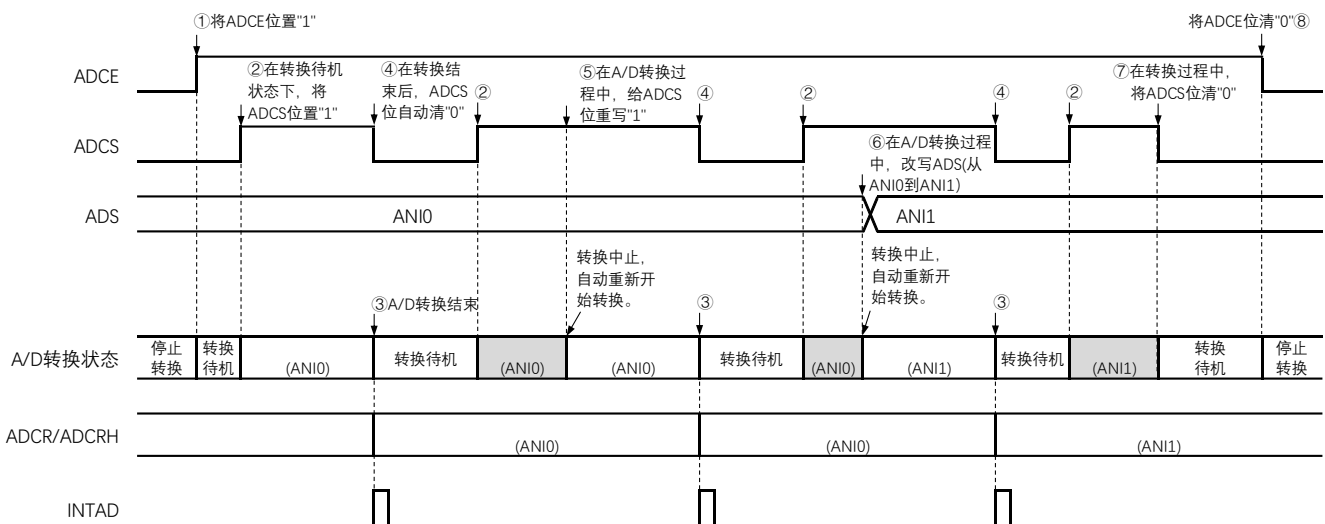 ①将ADCE位置"1"
将ADCE位清"0"⑧
ADCE
②在转换待机
状态下，将
ADCS位置"1"
④在转换结
束后，ADCS
位自动清"0"
②
⑤在A/D转换过
程中，给ADCS
位重写"1"
④
②
④
②
⑦在转换过程中，
将ADCS位清"0"
ADCS
⑥在A/D转换过程
中，改写ADS(从
ANI0到ANI1)
ADS
ANI0
ANI1
转换中止，
自动重新开
始转换。
转换中止，
自动重新开
始转换。
③A/D转换结束
③
③
A/D转换状态
停止
转换
转换
待机
(ANI0)
转换待机
(ANI0)
(ANI0)
转换待机
(ANI0)
(ANI1)
转换待机
(ANI1)
转换
待机
停止
转换
ADCR/ADCRH
(ANI0)
(ANI0)
(ANI1)
INTAD